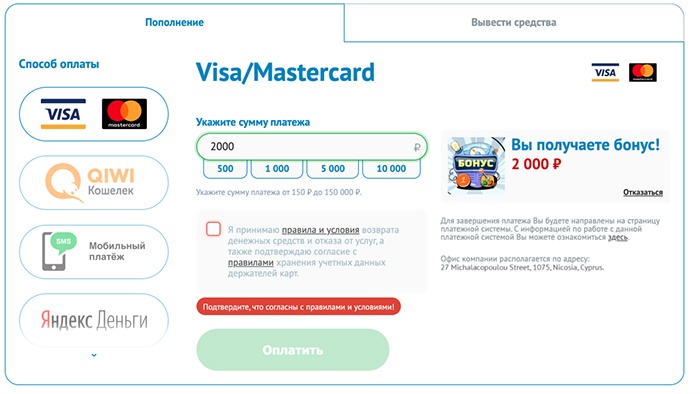 Пополнение
Вывести средства
Способ оплаты
VISA
mastercard
QIWI
Кошелек
SMS
Мобильный
платёж
Яндекс Деньги
Visa/Mastercard
VISA
Укажите сумму платежа
2000 ₽
500
1 000
5 000
10 000
Укажите сумму платежа от 150 ₽ до 150 000 ₽.
БОНУС
Вы получаете бонус!
2 000 ₽
Отказаться
Я принимаю правила и условия возврата
денежных средств и отказа от услуг, а
также подтверждаю согласие с
правилами хранения учетных данных
держателей карт.
Для завершения платежа Вы будете направлены на страницу
платежной системы. С информацией по работе с данной
платежной системой Вы можете ознакомиться здесь.
Офис компании располагается по адресу:
27 Michalacopoulou Street, 1075, Nicosia, Cyprus.
Подтвердите, что согласны с правилами и условиями!
Оплатить